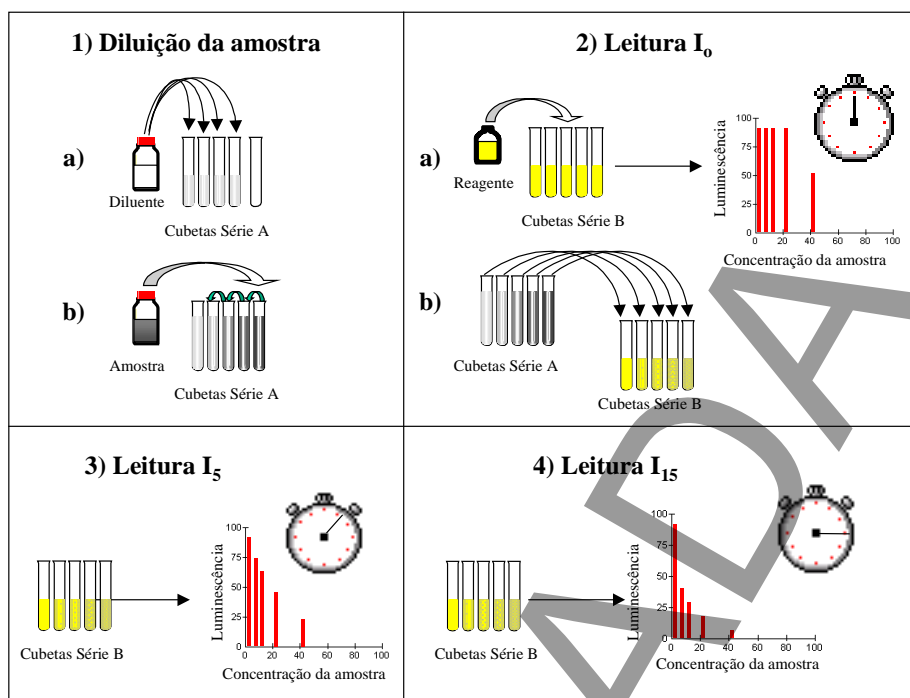 1) Diluição da amostra
a)
Diluente
Cubetas Série A
b)
Amostra
Cubetas Série A
2) Leitura Io
a)
Reagente
Cubetas Série B
Luminescência
100
75
50
25
0
0 20 40 60 80 100
Concentração da amostra
b)
Cubetas Série A
Cubetas Série B
3) Leitura I5
Cubetas Série B
Luminescência
100
75
50
25
0
0 20 40 60 80 100
Concentração da amostra
4) Leitura I15
Cubetas Série B
Luminescência
100
75
50
25
0
0 20 40 60 80 100
Concentração da amostra
ADA